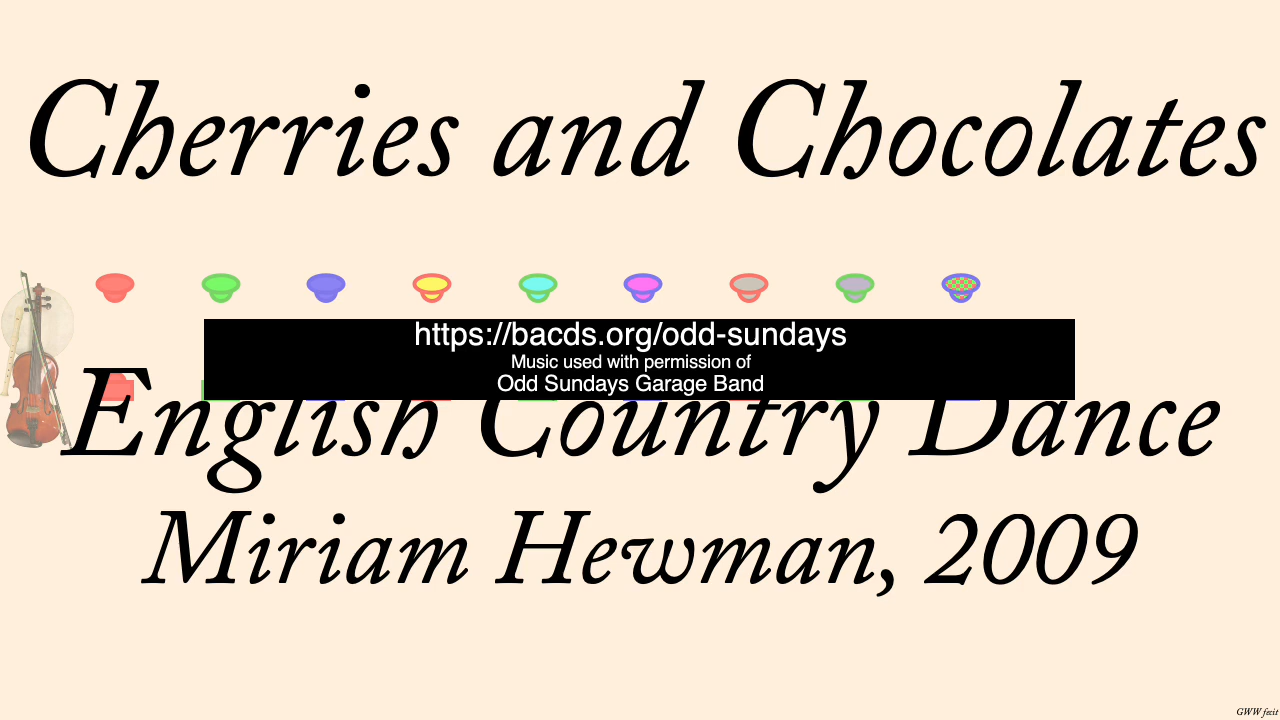 Cherries and Chocolates
https://bacds.org/odd-sundays
Music used with permission of
Odd Sundays Garage Band
English Country Dance
Miriam Hewman, 2009
GWW fecit